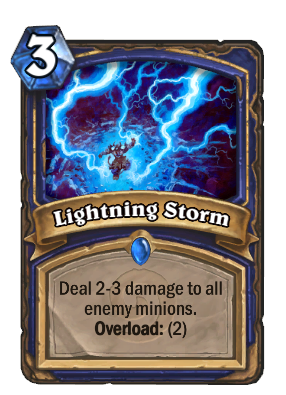 3
Lightning Storm
Deal 2-3 damage to all
enemy minions.
Overload: (2)